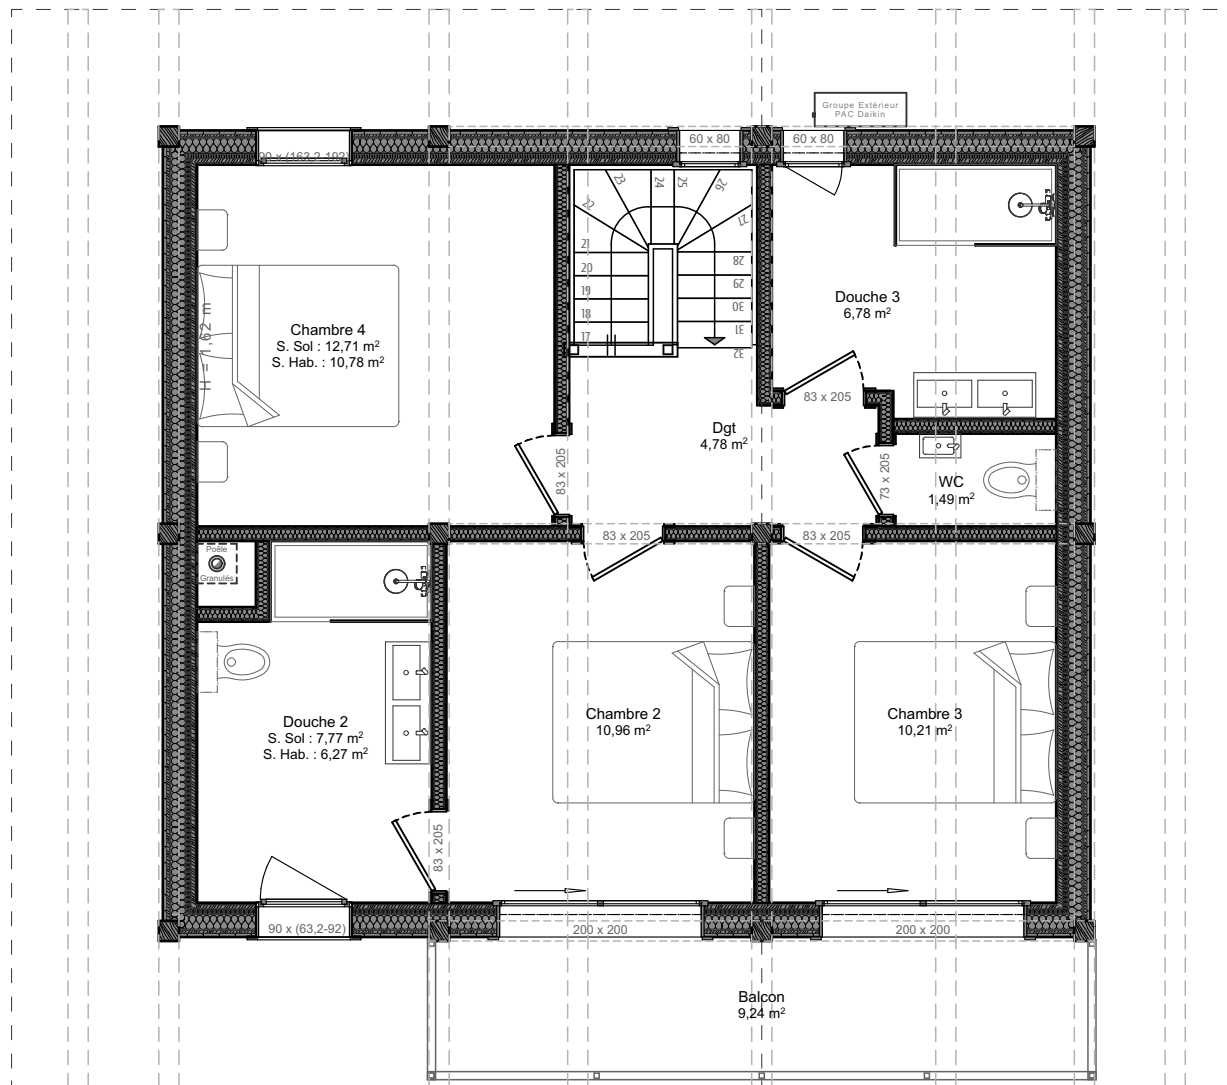 Groupe Extérieur
PAC Daikin
90 x (163,2-192)
60 x 80
60 x 80
17
18
19
20
21
22
23
24
25
26
27
28
29
30
31
32
H = 1,62 m
Chambre 4
S. Sol : 12,71 m²
S. Hab. : 10,78 m²
Douche 3
6,78 m²
83 x 205
Dgt
4,78 m²
83 x 205
73 x 205
WC
1,49 m²
83 x 205
83 x 205
Poêle
Granulés
Douche 2
S. Sol : 7,77 m²
S. Hab. : 6,27 m²
Chambre 2
10,96 m²
Chambre 3
10,21 m²
83 x 205
90 x (63,2-92)
200 x 200
200 x 200
Balcon
9,24 m²